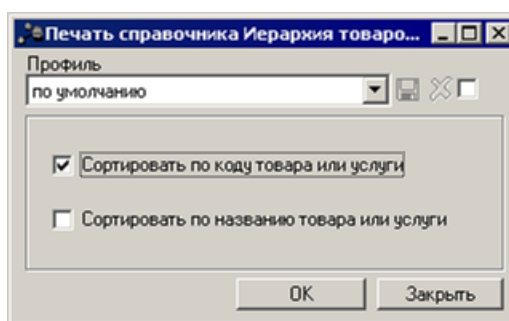 Печать справочника Иерархия товаро...
Профиль
по умолчанию
Сортировать по коду товара или услуги
Сортировать по названию товара или услуги
OK
Закрыть